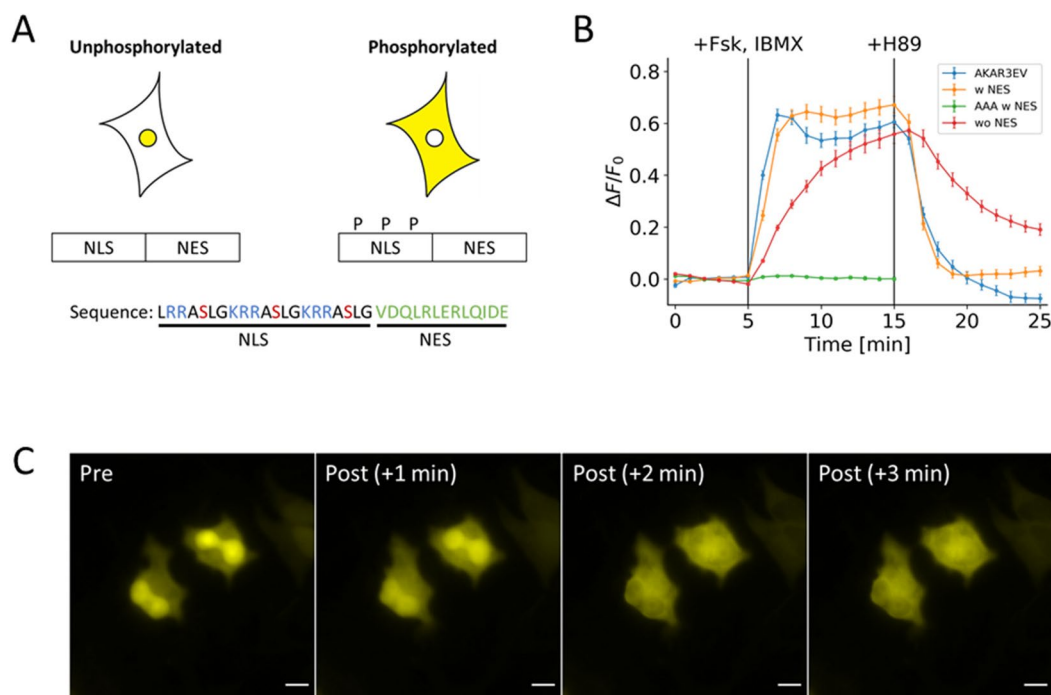 A
Unphosphorylated
Phosphorylated
NLS NES
P P P
NLS NES
Sequence: LRRASLGKRRASLGKRRASLG VDQLRLERLQIDE
NLS NES
B
+Fsk, IBMX +H89
AKAR3EV
w NES
AAA w NES
wo NES
0.8
0.6
0.4
0.2
0.0
ΔF/F0
0 5 10 15 20 25
Time [min]
C
Pre
Post (+1 min)
Post (+2 min)
Post (+3 min)